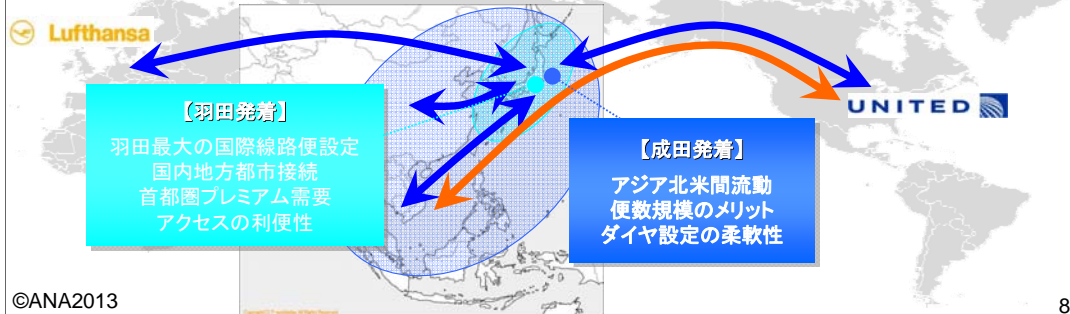 Lufthansa
UNITED
【羽田発着】
羽田最大の国際線路便設定
国内地方都市接続
首都圏プレミアム需要
アクセスの利便性
【成田発着】
アジア北米間流動
便数規模のメリット
ダイヤ設定の柔軟性
©ANA2013
8